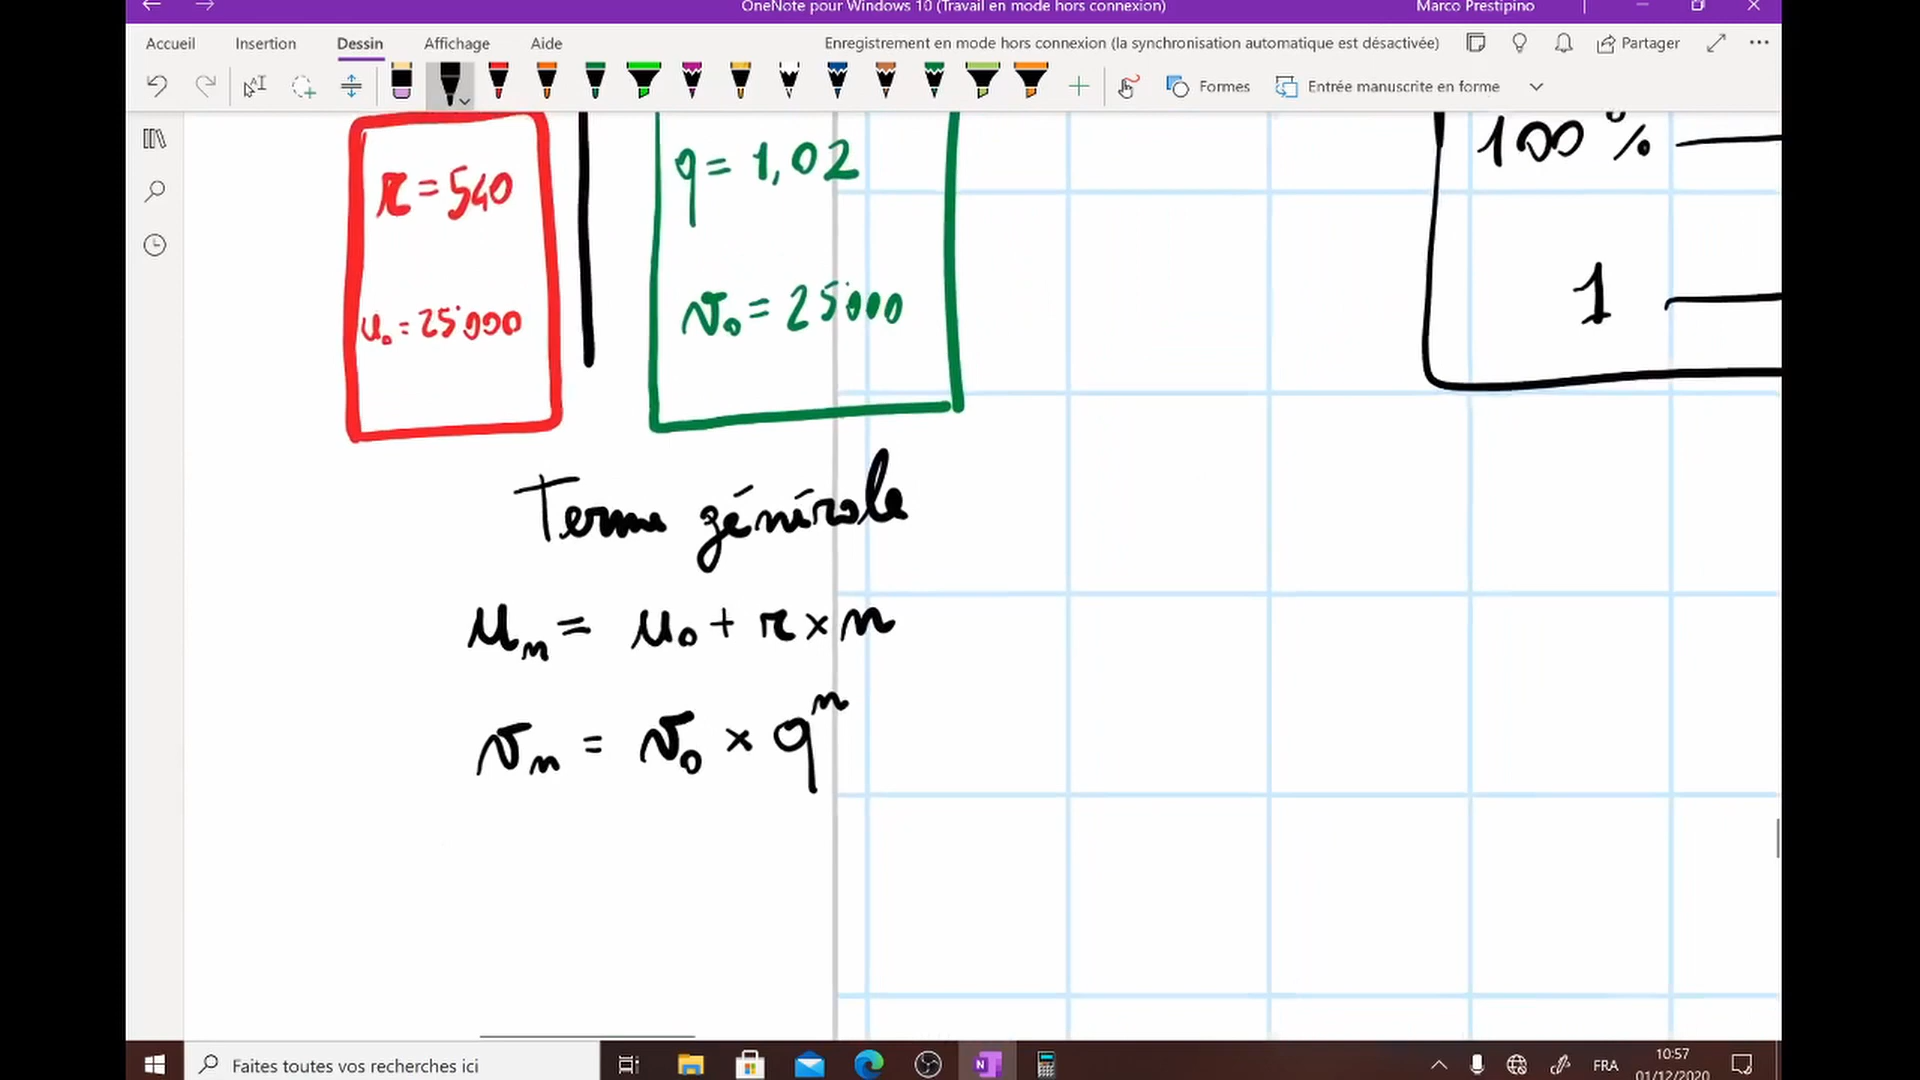 OneNote pour Windows 10 (Travail en mode hors connexion)
Marco Prestipino
Accueil Insertion Dessin Affichage Aide
Enregistrement en mode hors connexion (la synchronisation automatique est désactivée)
Partager
Formes
Entrée manuscrite en forme
r = 540
u₀ = 25'000
q = 1,02
v₀ = 25'000
100 %
1
Terme générale
uₙ = u₀ + r × n
vₙ = v₀ × qⁿ
Faites toutes vos recherches ici
FRA
10:57
01/12/2020